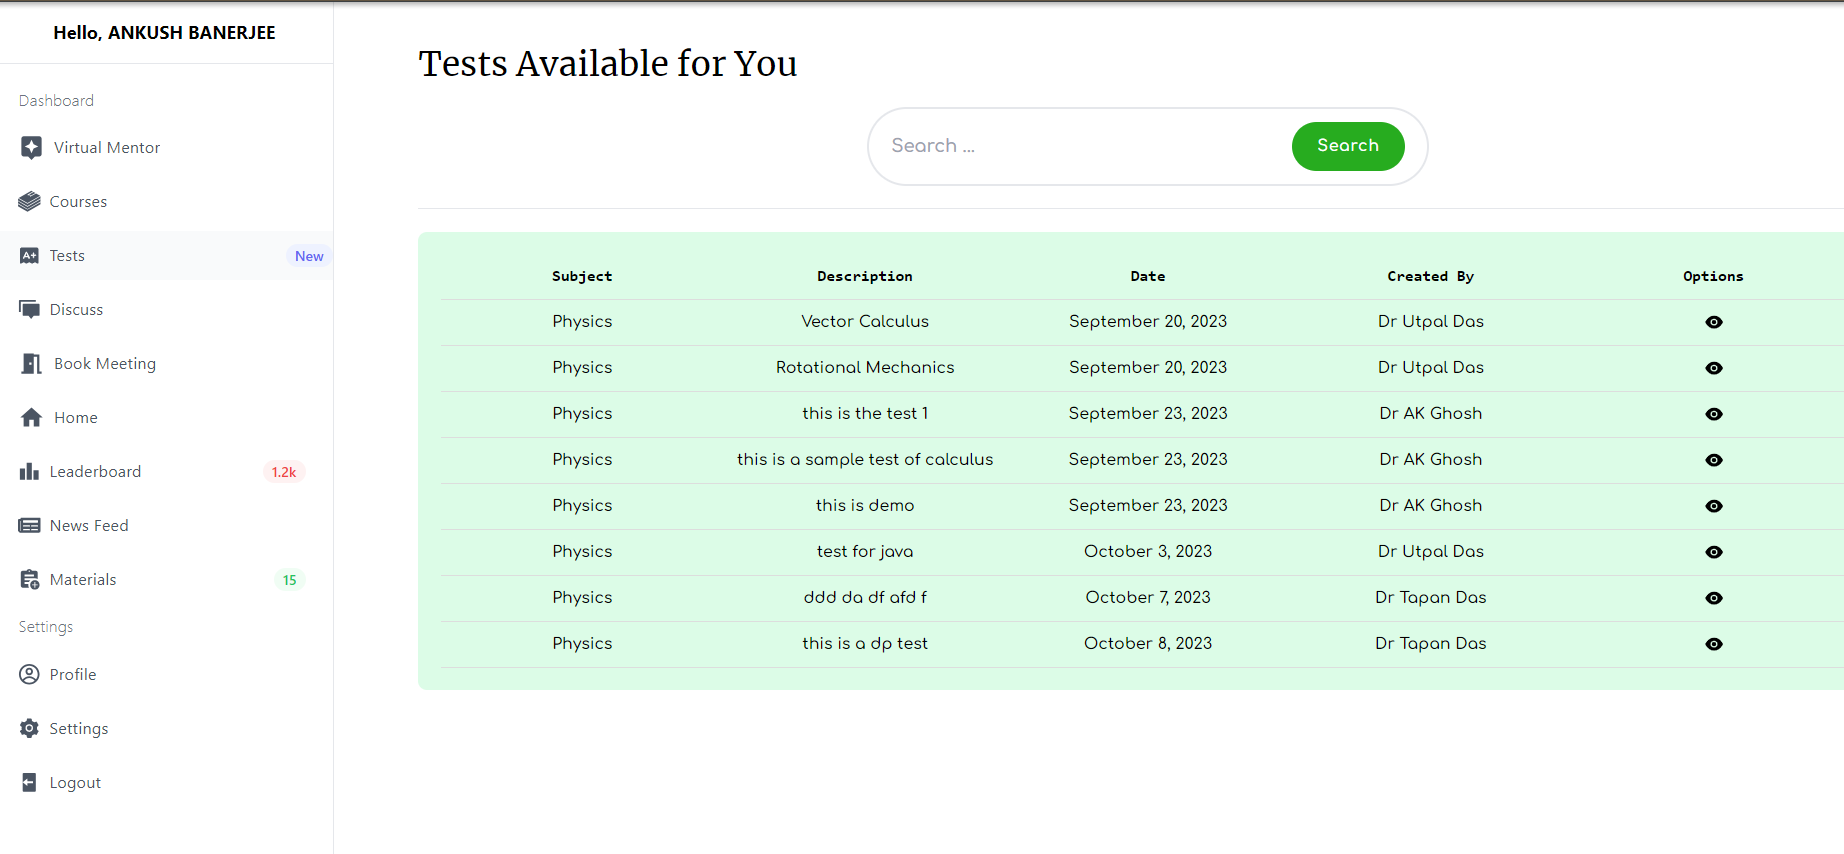 Hello, ANKUSH BANERJEE
Dashboard
Virtual Mentor
Courses
Tests New
Discuss
Book Meeting
Home
Leaderboard 1.2k
News Feed
Materials 15
Settings
Profile
Settings
Logout
Tests Available for You
Search ... Search
Subject Description Date Created By Options
Physics Vector Calculus September 20, 2023 Dr Utpal Das
Physics Rotational Mechanics September 20, 2023 Dr Utpal Das
Physics this is the test 1 September 23, 2023 Dr AK Ghosh
Physics this is a sample test of calculus September 23, 2023 Dr AK Ghosh
Physics this is demo September 23, 2023 Dr AK Ghosh
Physics test for java October 3, 2023 Dr Utpal Das
Physics ddd da df afd f October 7, 2023 Dr Tapan Das
Physics this is a dp test October 8, 2023 Dr Tapan Das